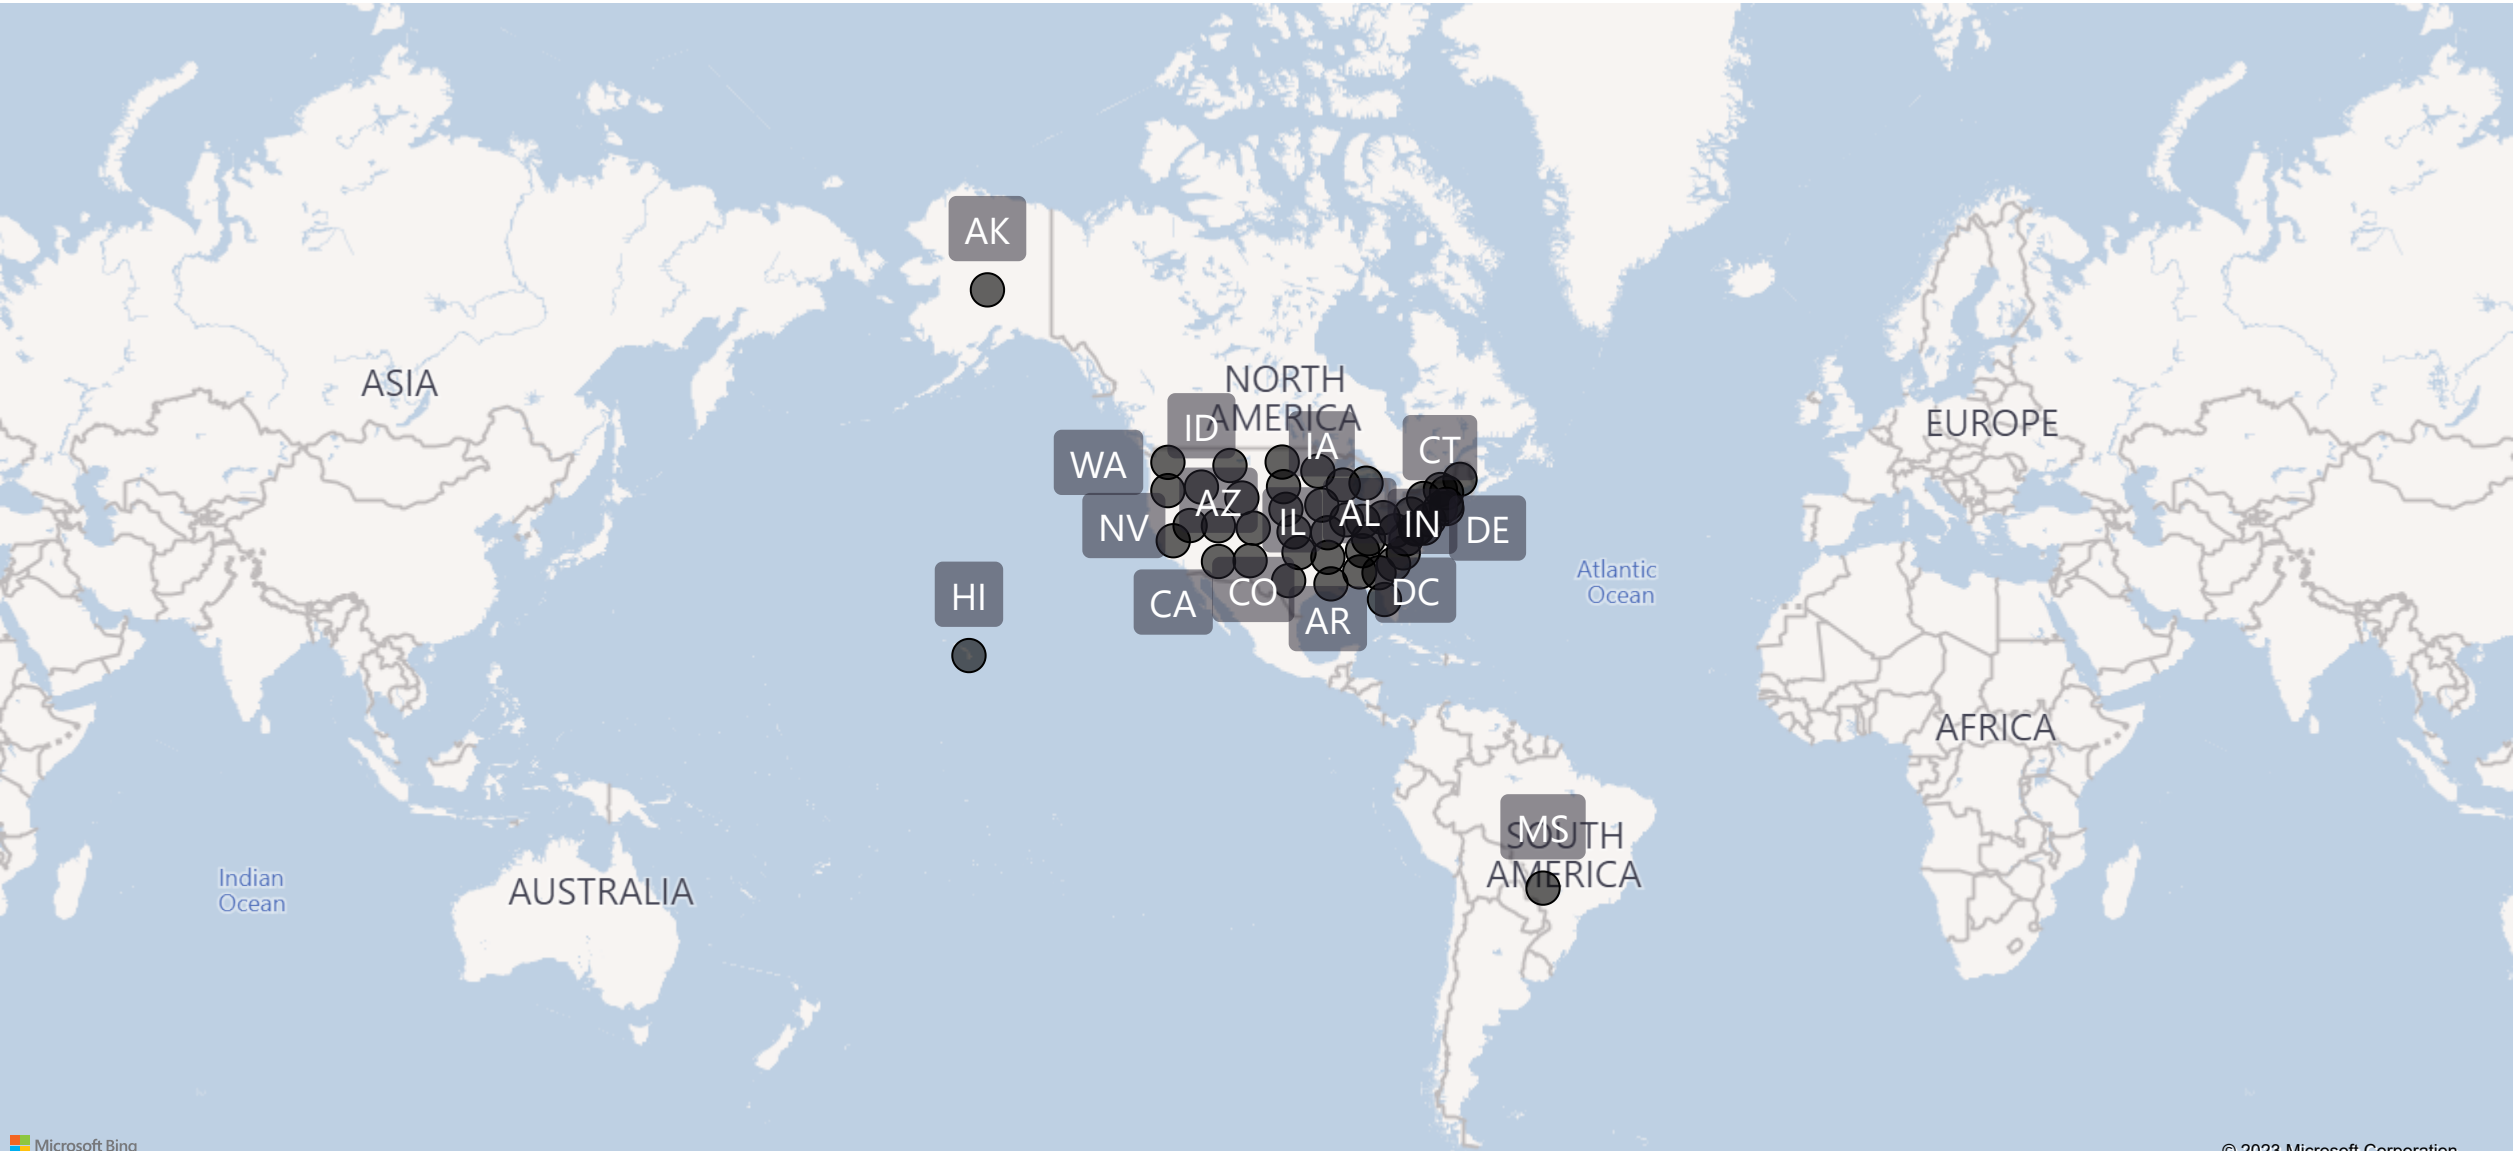 AK
NORTH
AMERICA
ASIA
ID
IA
CT
EUROPE
WA
AZ
NV
IL
AL
IN
DE
Atlantic
Ocean
HI
CA
CO
AR
DC
AFRICA
MS
SOUTH
AMERICA
Indian
Ocean
AUSTRALIA
Microsoft Bing
© 2023 Microsoft Corporation